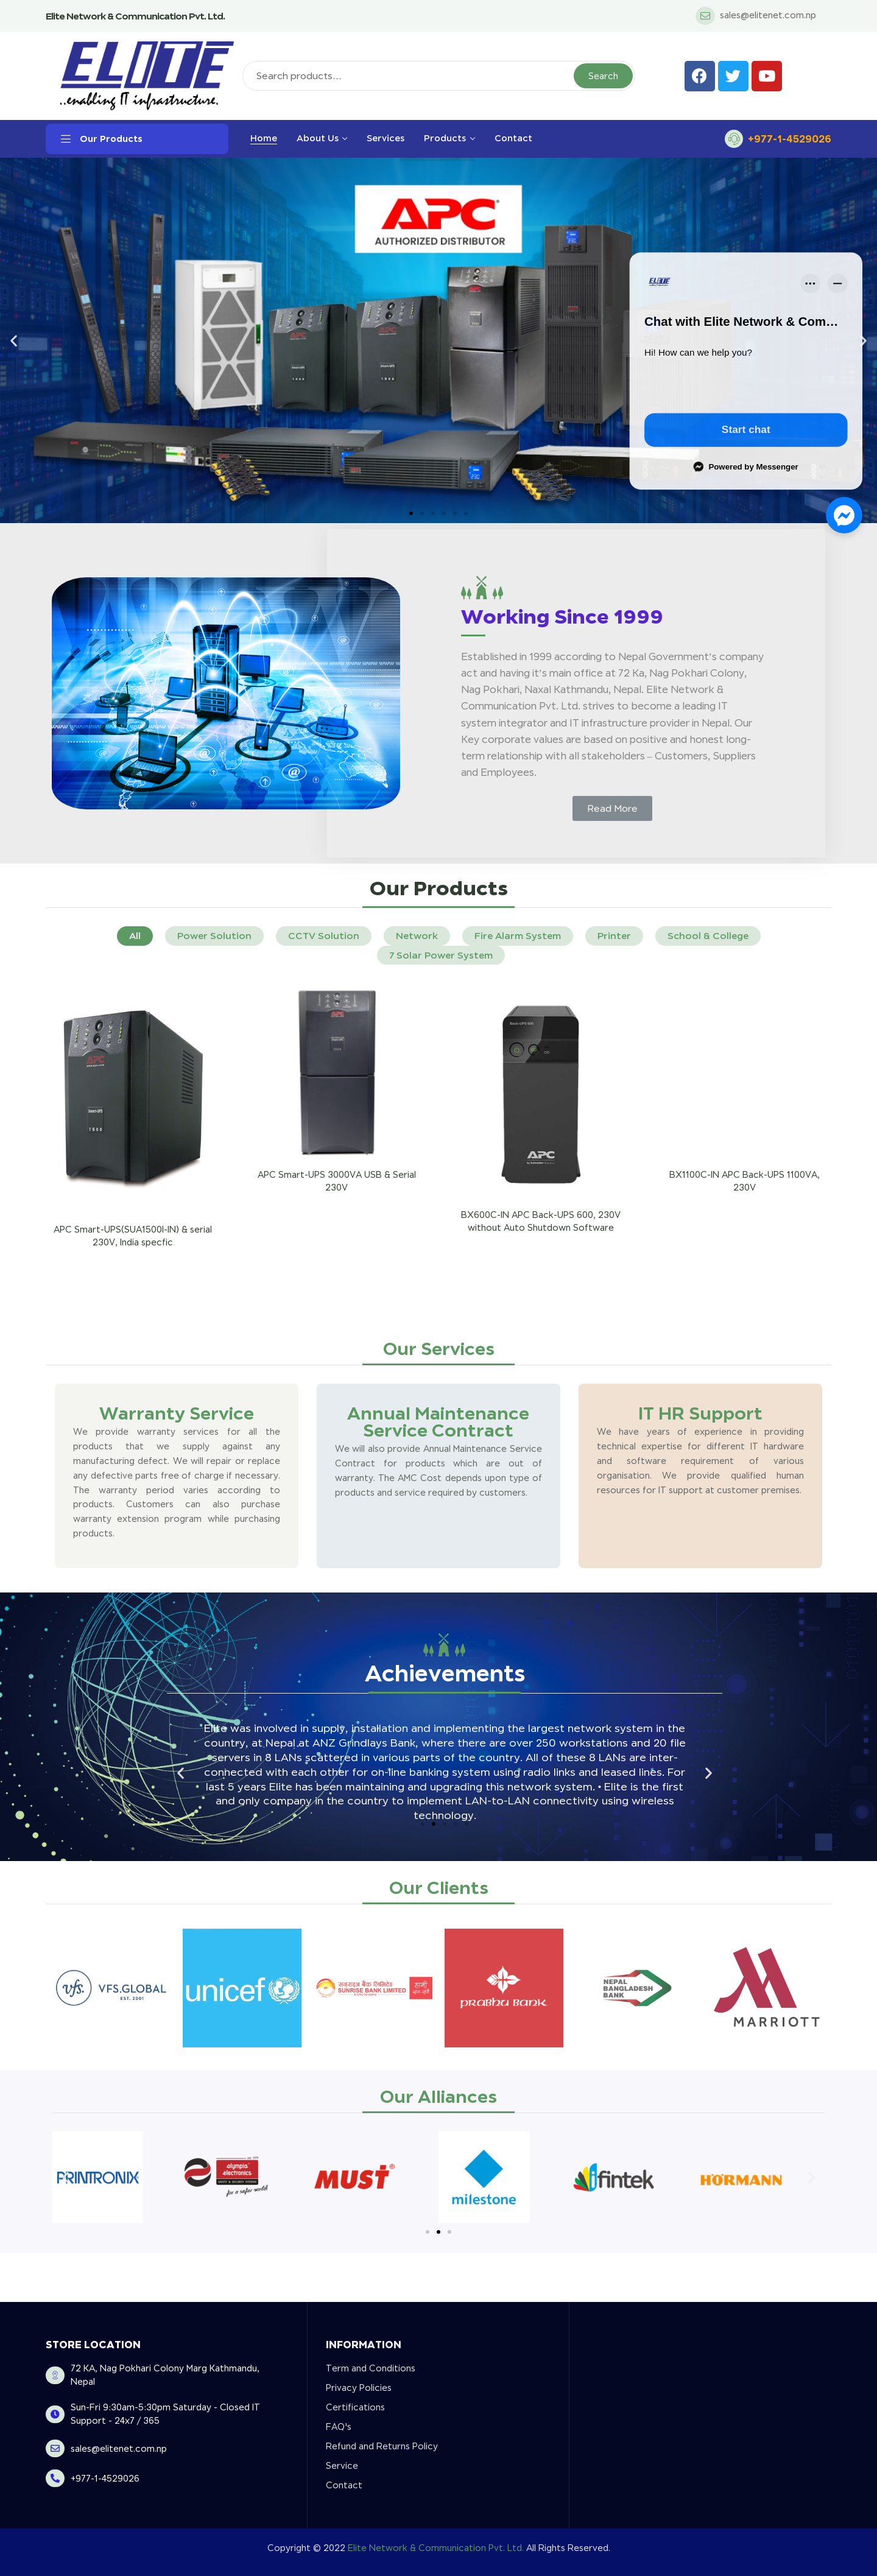 Elite Network & Communication Pvt. Ltd.
sales@elitenet.com.np
ELITE
..enabling IT infrastructure.
Search products...
Search
Our Products
Home
About Us
Services
Products
Contact
+977-1-4529026
APC
AUTHORIZED DISTRIBUTOR
Chat with Elite Network & Com...
Hi! How can we help you?
Start chat
Powered by Messenger
Working Since 1999
Established in 1999 according to Nepal Government's company
act and having it's main office at 72 Ka, Nag Pokhari Colony,
Nag Pokhari, Naxal Kathmandu, Nepal. Elite Network &
Communication Pvt. Ltd. strives to become a leading IT
system integrator and IT infrastructure provider in Nepal. Our
Key corporate values are based on positive and honest long-
term relationship with all stakeholders – Customers, Suppliers
and Employees.
Read More
Our Products
All
Power Solution
CCTV Solution
Network
Fire Alarm System
Printer
School & College
7 Solar Power System
APC
APC
Back-UPS 600
APC
APC Smart-UPS(SUA1500I-IN) & serial
230V, India specfic
APC Smart-UPS 3000VA USB & Serial
230V
BX600C-IN APC Back-UPS 600, 230V
without Auto Shutdown Software
BX1100C-IN APC Back-UPS 1100VA,
230V
Our Services
Warranty Service
We provide warranty services for all the
products that we supply against any
manufacturing defect. We will repair or replace
any defective parts free of charge if necessary.
The warranty period varies according to
products. Customers can also purchase
warranty extension program while purchasing
products.
Annual Maintenance
Service Contract
We will also provide Annual Maintenance Service
Contract for products which are out of
warranty. The AMC Cost depends upon type of
products and service required by customers.
IT HR Support
We have years of experience in providing
technical expertise for different IT hardware
and software requirement of various
organisation. We provide qualified human
resources for IT support at customer premises.
Achievements
Elite was involved in supply, installation and implementing the largest network system in the
country, at Nepal at ANZ Grindlays Bank, where there are over 250 workstations and 20 file
servers in 8 LANs scattered in various parts of the country. All of these 8 LANs are inter-
connected with each other for on-line banking system using radio links and leased lines. For
last 5 years Elite has been maintaining and upgrading this network system. • Elite is the first
and only company in the country to implement LAN-to-LAN connectivity using wireless
technology.
Our Clients
vfs.
VFS.GLOBAL
EST. 2001
unicef
सनराइज बैंक लिमिटेड
SUNRISE BANK LIMITED
PRABHU BANK
NEPAL
BANGLADESH
BANK
MARRIOTT
Our Alliances
PRINTRONIX
olympia
electronics
for a safer world
MUST®
milestone
fintek
HÖRMANN
STORE LOCATION
72 KA, Nag Pokhari Colony Marg Kathmandu,
Nepal
Sun-Fri 9:30am-5:30pm Saturday - Closed IT
Support - 24x7 / 365
sales@elitenet.com.np
+977-1-4529026
INFORMATION
Term and Conditions
Privacy Policies
Certifications
FAQ's
Refund and Returns Policy
Service
Contact
Copyright © 2022 Elite Network & Communication Pvt. Ltd. All Rights Reserved.